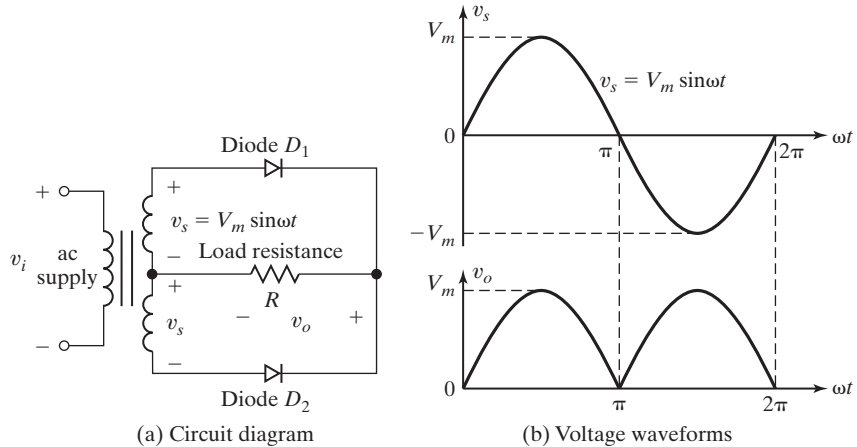 Diode D₁
+
+
vₛ = Vₘ sinωt
vᵢ
ac
supply
−
Load resistance
+
R
−
vₒ
+
vₛ
−
−
Diode D₂
(a) Circuit diagram
vₛ
Vₘ
vₛ = Vₘ sinωt
0
π
2π
ωt
−Vₘ
vₒ
Vₘ
0
π
2π
ωt
(b) Voltage waveforms